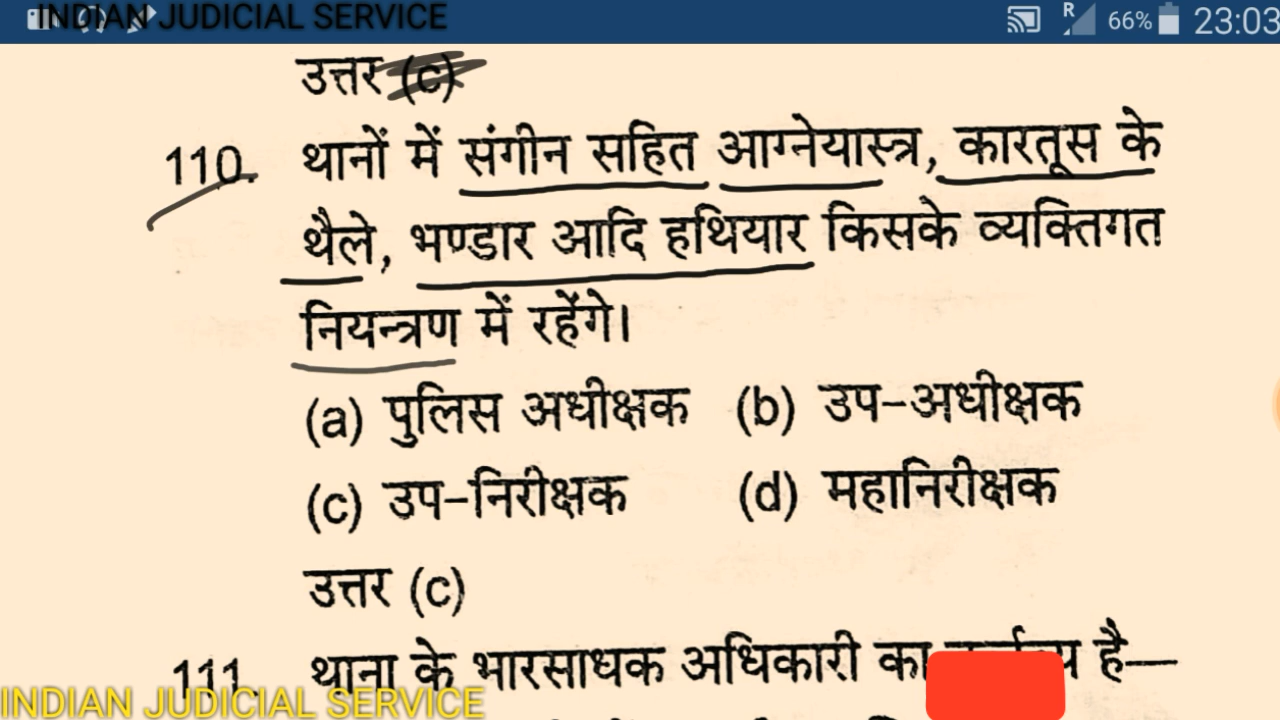 INDIAN JUDICIAL SERVICE
R 66% 23:03
उत्तर (c)
110. थानों में संगीन सहित आग्नेयास्त्र, कारतूस के
थैले, भण्डार आदि हथियार किसके व्यक्तिगत
नियन्त्रण में रहेंगे।
(a) पुलिस अधीक्षक (b) उप-अधीक्षक
(c) उप-निरीक्षक (d) महानिरीक्षक
उत्तर (c)
111. थाना के भारसाधक अधिकारी का है—
INDIAN JUDICIAL SERVICE